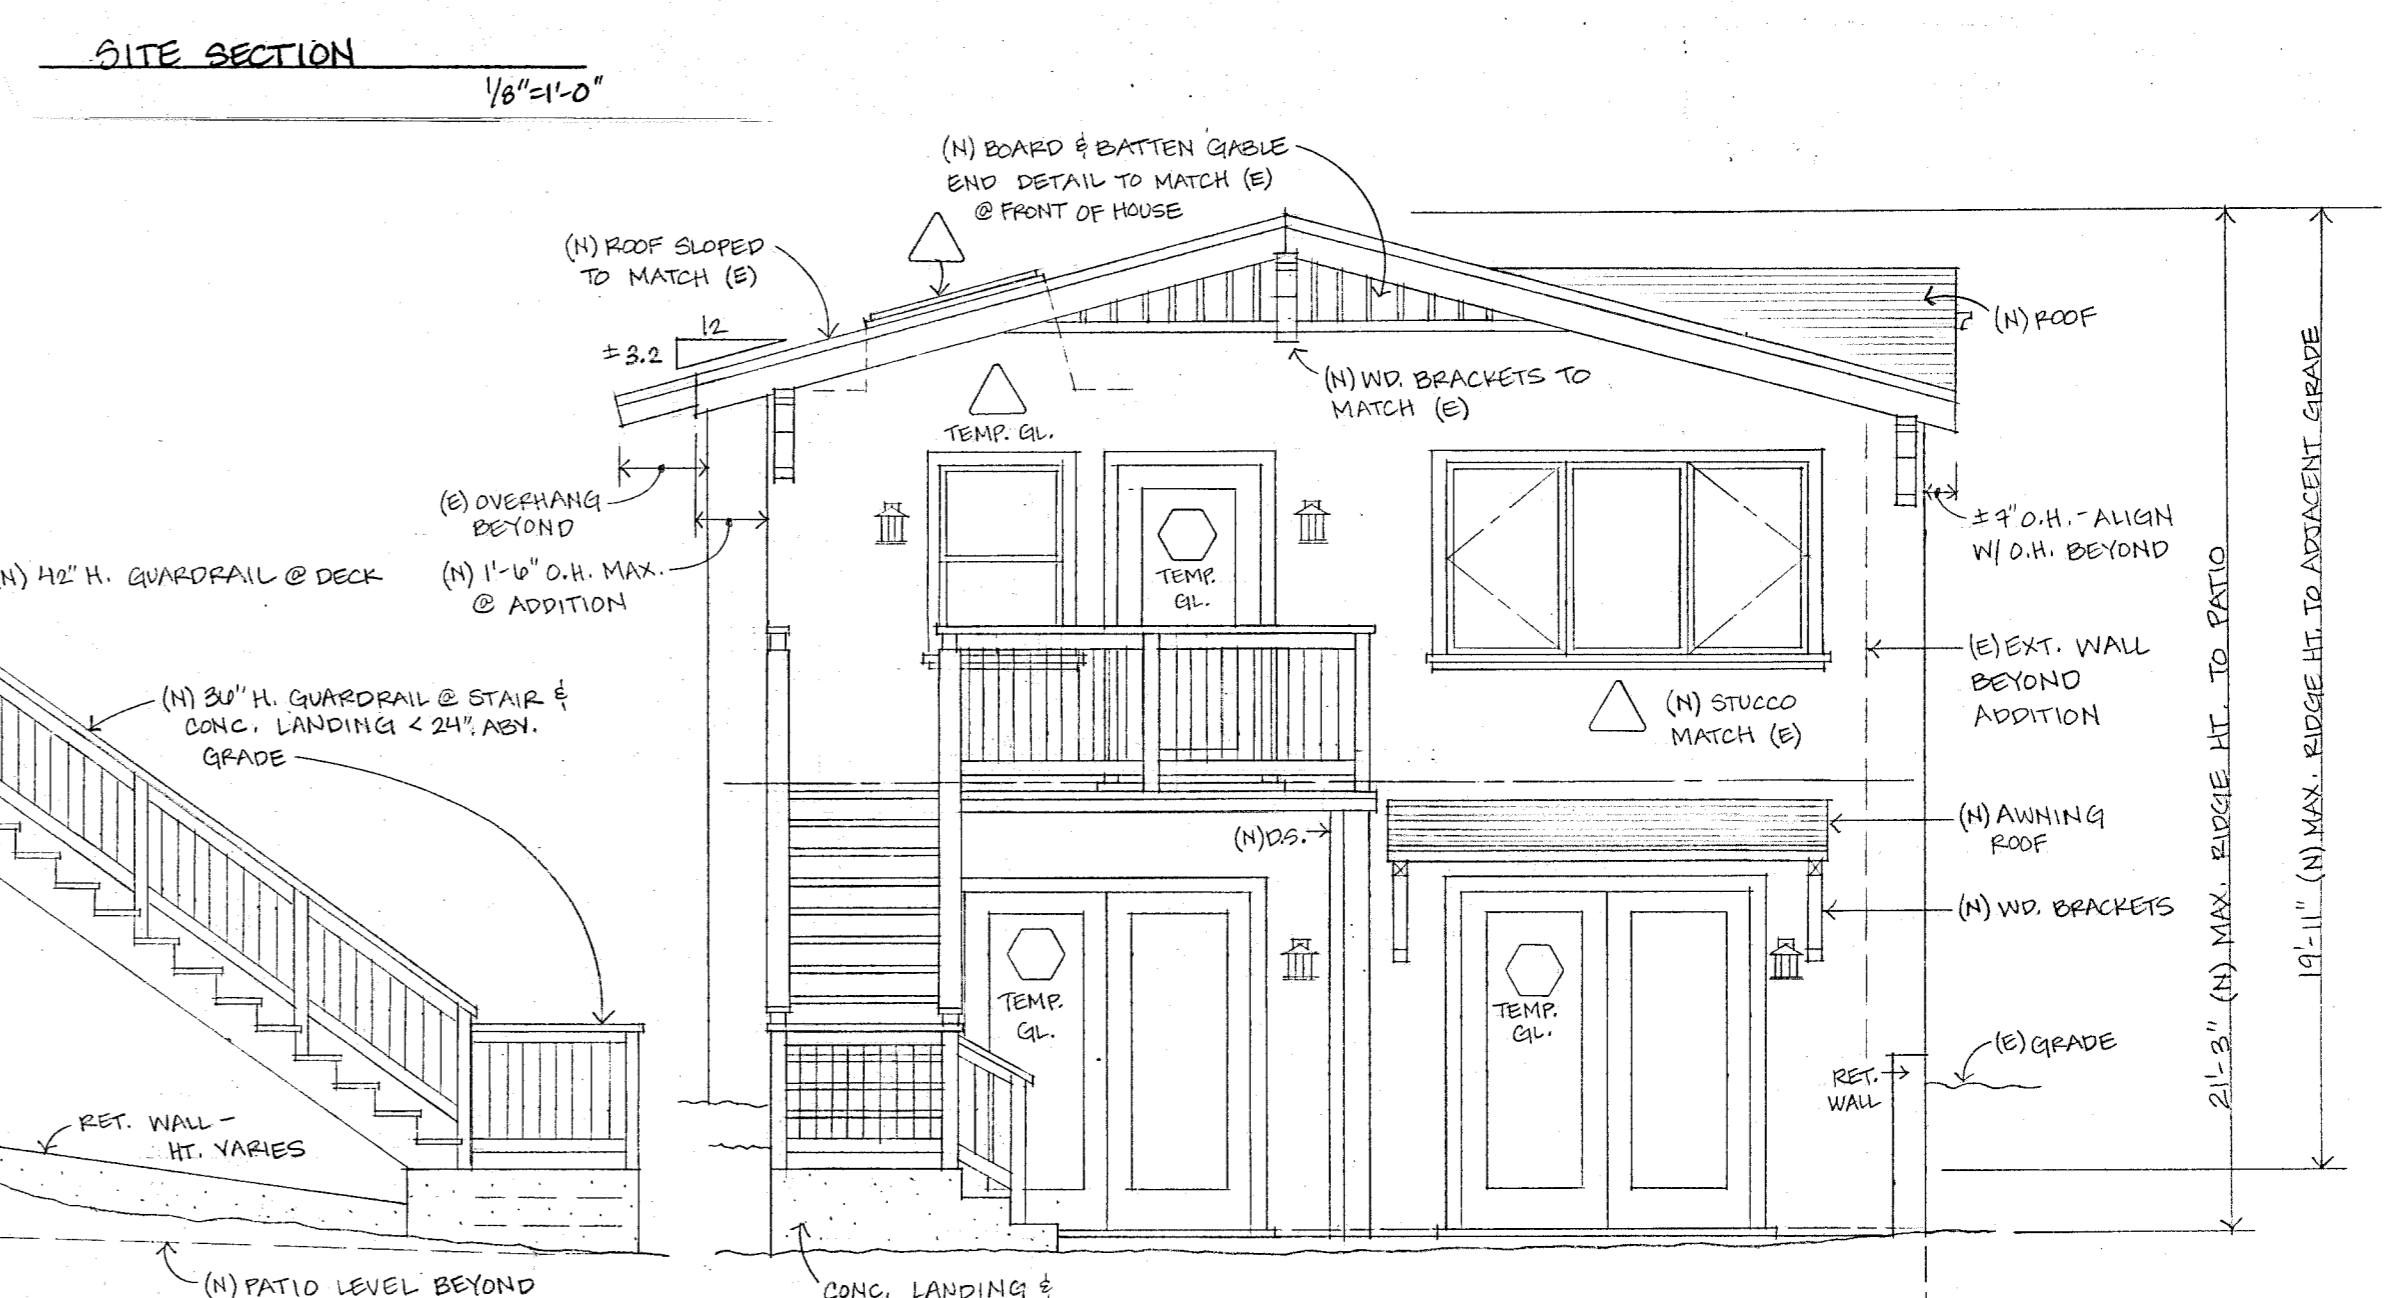 SITE SECTION
1/8"=1'-0"
(N) BOARD & BATTEN GABLE
END DETAIL TO MATCH (E)
@ FRONT OF HOUSE
(N) ROOF SLOPED
TO MATCH (E)
12
±3.2
(N) ROOF
(N) WD. BRACKETS TO
MATCH (E)
TEMP. GL.
(E) OVERHANG
BEYOND
(N) 1'-6" O.H. MAX.
@ ADDITION
N) 42" H. GUARDRAIL @ DECK
TEMP.
GL.
±7" O.H. - ALIGN
W/ O.H. BEYOND
(E) EXT. WALL
BEYOND
ADDITION
(N) 36" H. GUARDRAIL @ STAIR &
CONC. LANDING < 24" ABV.
GRADE
(N) STUCCO
MATCH (E)
(N) D.S.
(N) AWNING
ROOF
(N) WD. BRACKETS
TEMP.
GL.
TEMP.
GL.
(E) GRADE
RET.
WALL
RET. WALL -
HT. VARIES
(N) PATIO LEVEL BEYOND
CONC. LANDING &
21'-3" (N) MAX. RIDGE HT. TO PATIO
19'-11" (N) MAX. RIDGE HT. TO ADJACENT GRADE